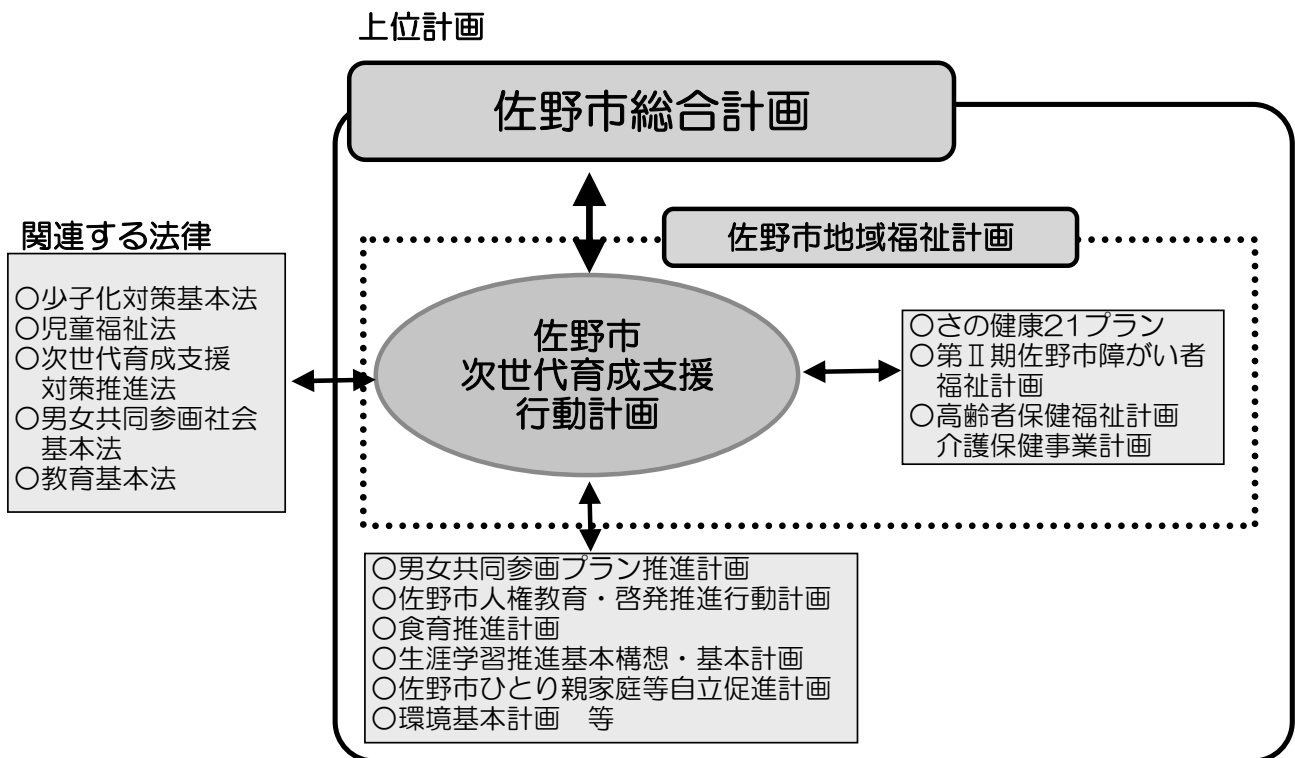 上位計画
佐野市総合計画
佐野市地域福祉計画
関連する法律
○少子化対策基本法
○児童福祉法
○次世代育成支援
対策推進法
○男女共同参画社会
基本法
○教育基本法
佐野市
次世代育成支援
行動計画
○さの健康21プラン
○第Ⅱ期佐野市障がい者
福祉計画
○高齢者保健福祉計画
介護保健事業計画
○男女共同参画プラン推進計画
○佐野市人権教育・啓発推進行動計画
○食育推進計画
○生涯学習推進基本構想・基本計画
○佐野市ひとり親家庭等自立促進計画
○環境基本計画　等